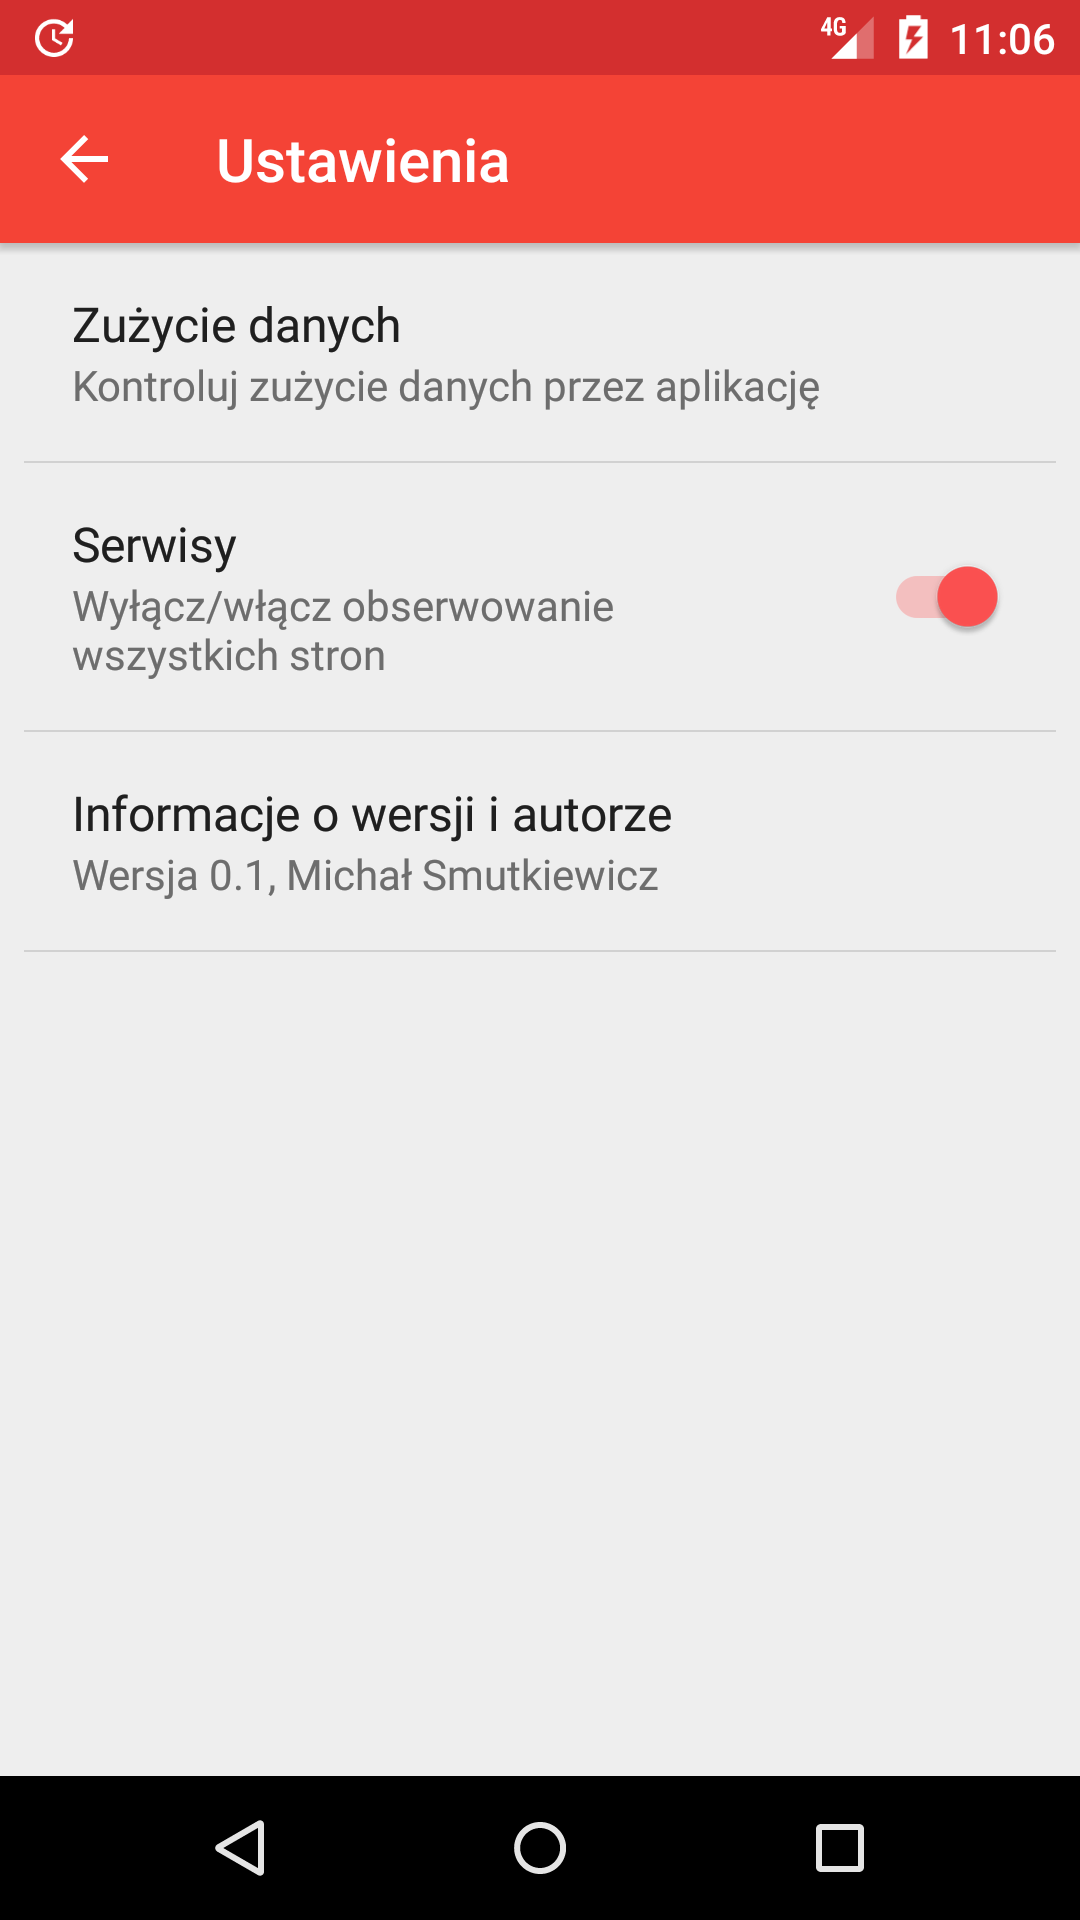 4G 11:06
Ustawienia
Zużycie danych
Kontroluj zużycie danych przez aplikację
Serwisy
Wyłącz/włącz obserwowanie
wszystkich stron
Informacje o wersji i autorze
Wersja 0.1, Michał Smutkiewicz